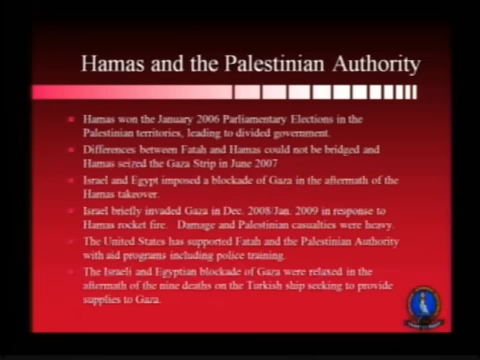 Hamas and the Palestinian Authority
Hamas won the January 2006 Parliamentary Elections in the
Palestinian territories, leading to divided government.
Differences between Fatah and Hamas could not be bridged and
Hamas seized the Gaza Strip in June 2007
Israel and Egypt imposed a blockade of Gaza in the aftermath of the
Hamas takeover.
Israel briefly invaded Gaza in Dec. 2008/Jan. 2009 in response to
Hamas rocket fire. Damage and Palestinian casualties were heavy.
The United States has supported Fatah and the Palestinian Authority
with aid programs including police training.
The Israeli and Egyptian blockade of Gaza were relaxed in the
aftermath of the nine deaths on the Turkish ship seeking to provide
supplies to Gaza.